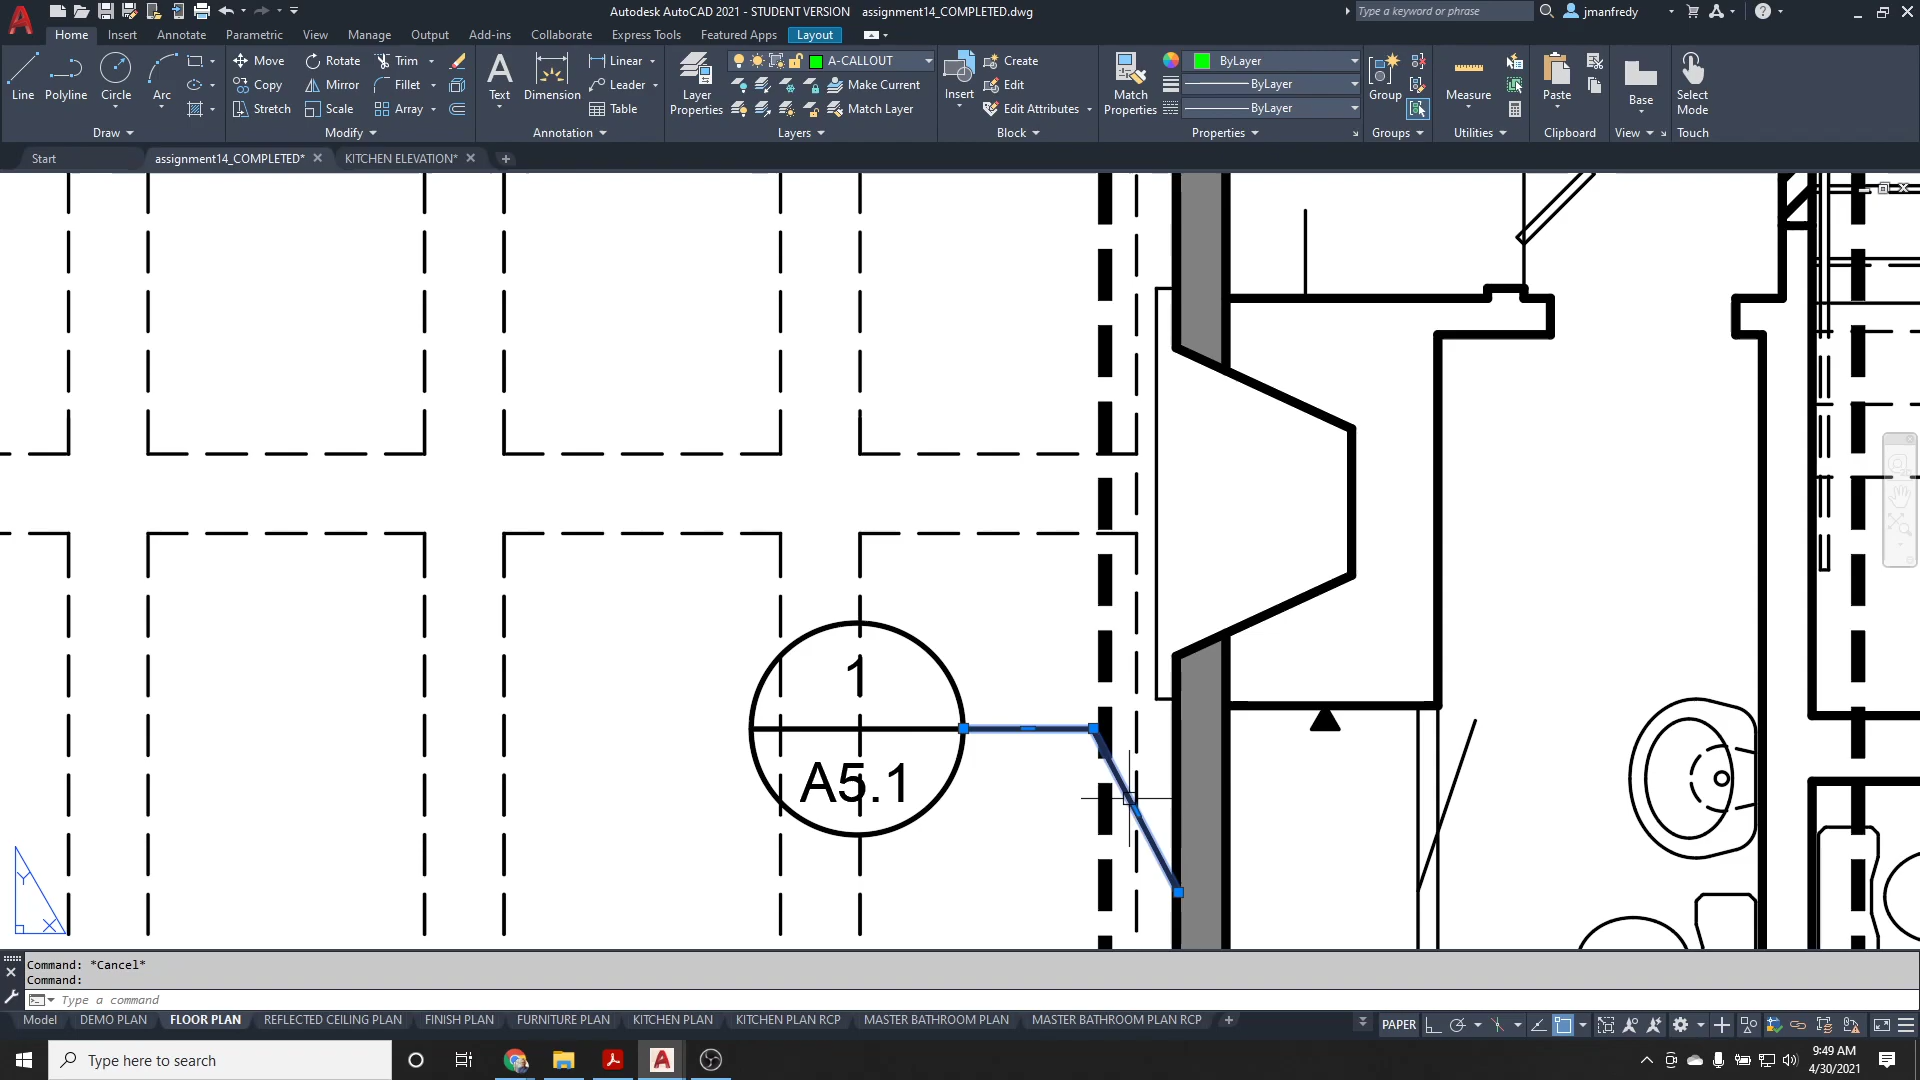 Autodesk AutoCAD 2021 - STUDENT VERSION assignment14_COMPLETED.dwg
Type a keyword or phrase
jmanfredy
Home Insert Annotate Parametric View Manage Output Add-ins Collaborate Express Tools Featured Apps Layout
Move Rotate Trim Linear A-CALLOUT Create ByLayer
Copy Mirror Fillet Leader Make Current Edit ByLayer
Stretch Scale Array Table Match Layer Edit Attributes ByLayer
Line Polyline Circle Arc Text Dimension Layer Properties Insert Match Properties Group Measure Paste Base Select Mode
Draw Modify Annotation Layers Block Properties Groups Utilities Clipboard View Touch
Start assignment14_COMPLETED* KITCHEN ELEVATION*
1
A5.1
Y
X
Command: *Cancel*
Command:
Type a command
Model DEMO PLAN FLOOR PLAN REFLECTED CEILING PLAN FINISH PLAN FURNITURE PLAN KITCHEN PLAN KITCHEN PLAN RCP MASTER BATHROOM PLAN MASTER BATHROOM PLAN RCP PAPER
Type here to search
9:49 AM
4/30/2021